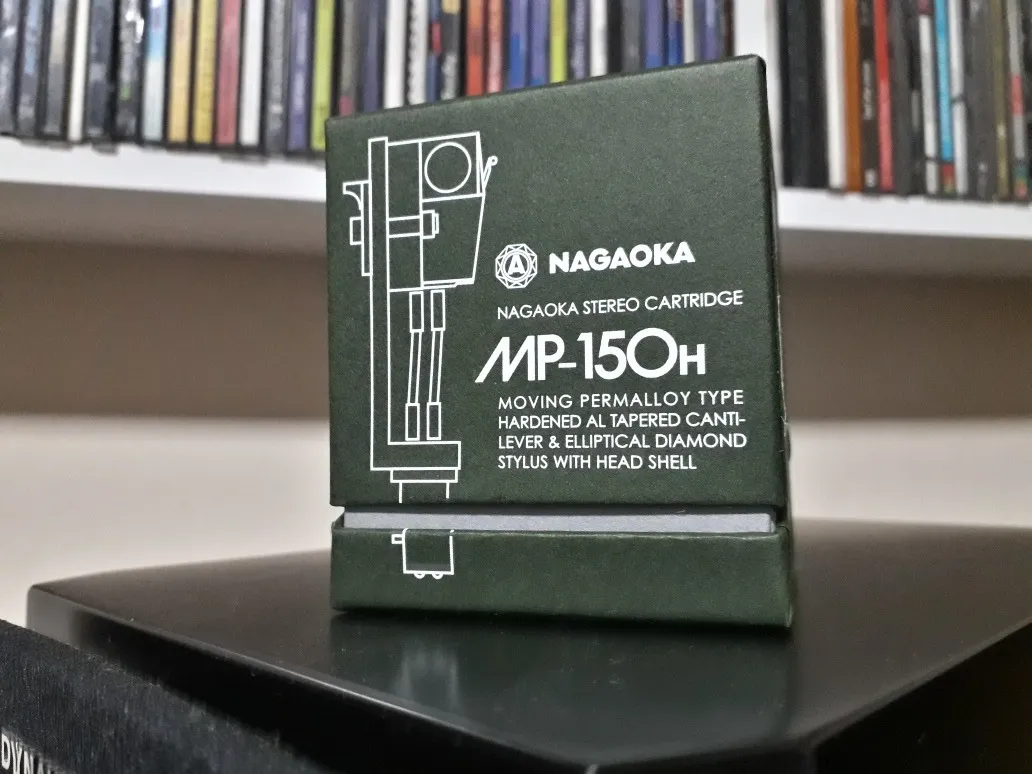 A NAGAOKA
NAGAOKA STEREO CARTRIDGE
MP-150H
MOVING PERMALLOY TYPE
HARDENED AL TAPERED CANTI-
LEVER & ELLIPTICAL DIAMOND
STYLUS WITH HEAD SHELL